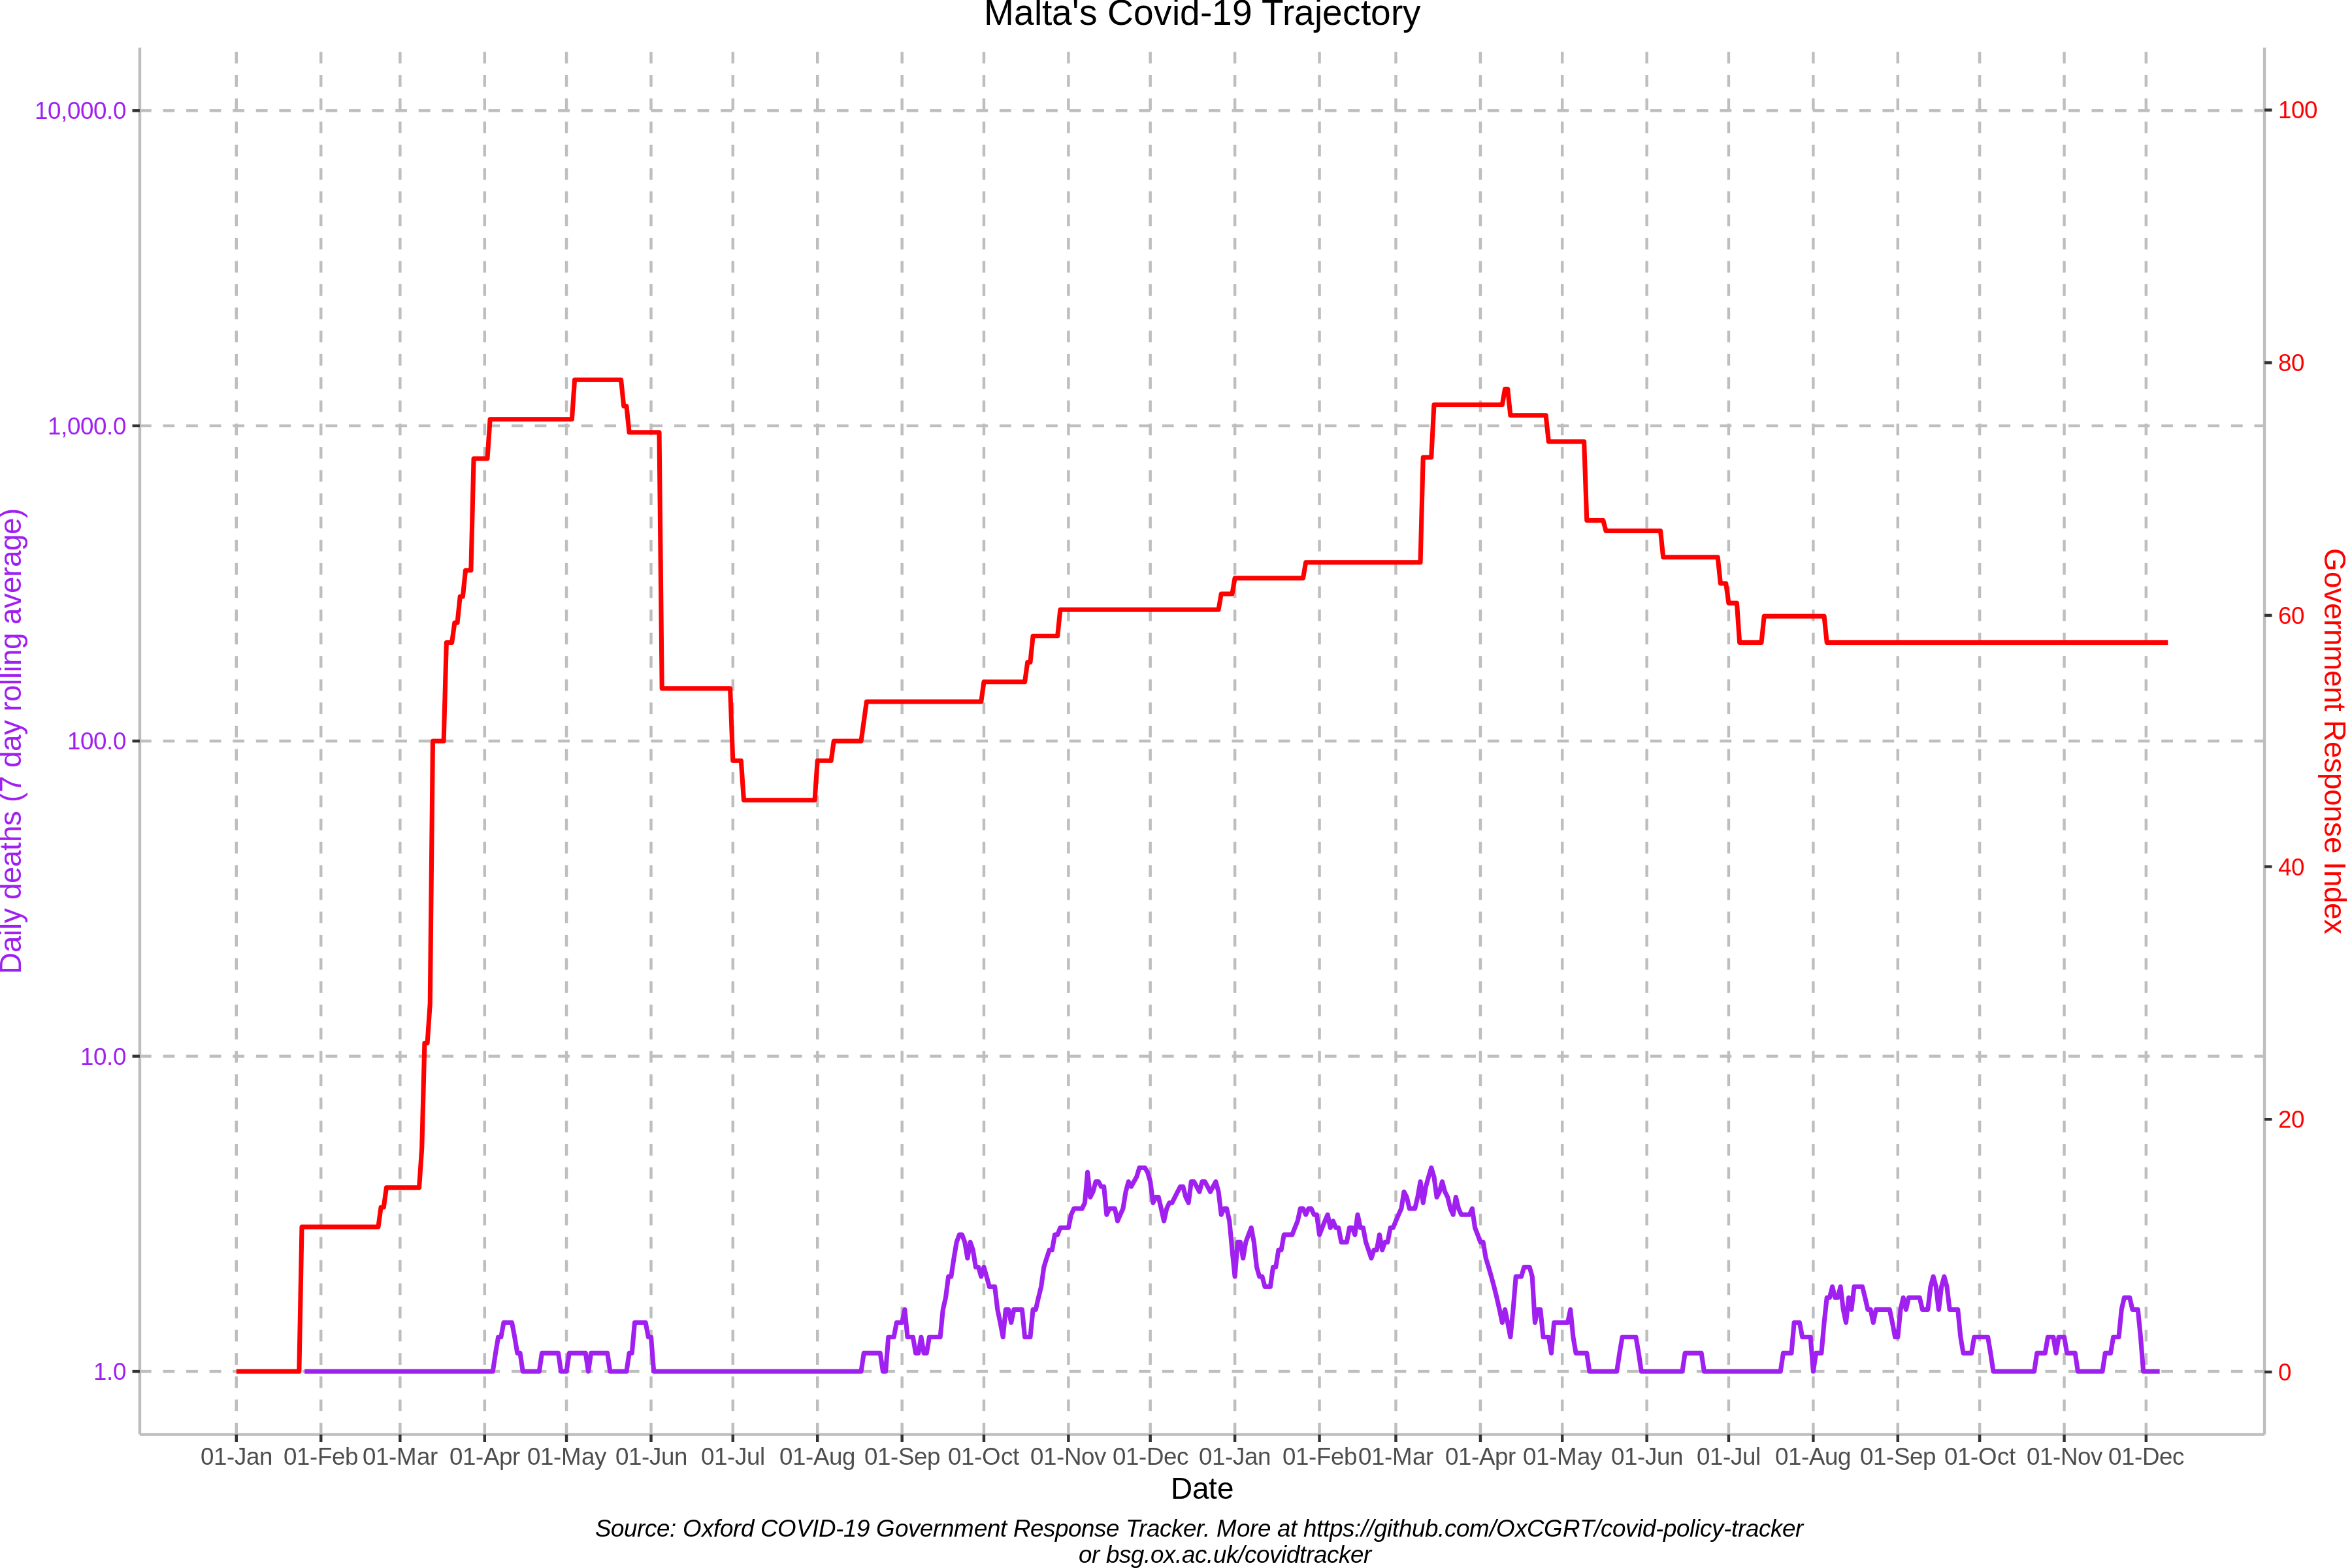 Malta's Covid-19 Trajectory
10,000.0
1,000.0
100.0
10.0
1.0
Daily deaths (7 day rolling average)
100
80
60
40
20
0
Government Response Index
01-Jan 01-Feb 01-Mar 01-Apr 01-May 01-Jun 01-Jul 01-Aug 01-Sep 01-Oct 01-Nov 01-Dec 01-Jan 01-Feb 01-Mar 01-Apr 01-May 01-Jun 01-Jul 01-Aug 01-Sep 01-Oct 01-Nov 01-Dec
Date
Source: Oxford COVID-19 Government Response Tracker. More at https://github.com/OxCGRT/covid-policy-tracker
or bsg.ox.ac.uk/covidtracker